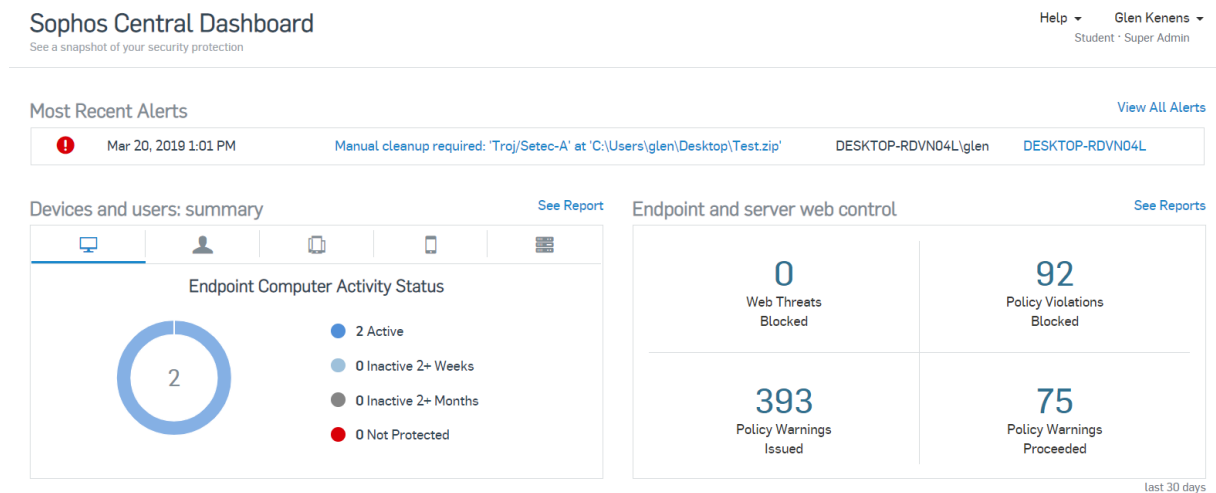 Sophos Central Dashboard
See a snapshot of your security protection
Help
Glen Kenens
Student · Super Admin
Most Recent Alerts
View All Alerts
Mar 20, 2019 1:01 PM
Manual cleanup required: 'Troj/Setec-A' at 'C:\Users\glen\Desktop\Test.zip'
DESKTOP-RDVN04L\glen
DESKTOP-RDVN04L
Devices and users: summary
See Report
Endpoint Computer Activity Status
2
2 Active
0 Inactive 2+ Weeks
0 Inactive 2+ Months
0 Not Protected
Endpoint and server web control
See Reports
0
Web Threats
Blocked
92
Policy Violations
Blocked
393
Policy Warnings
Issued
75
Policy Warnings
Proceeded
last 30 days